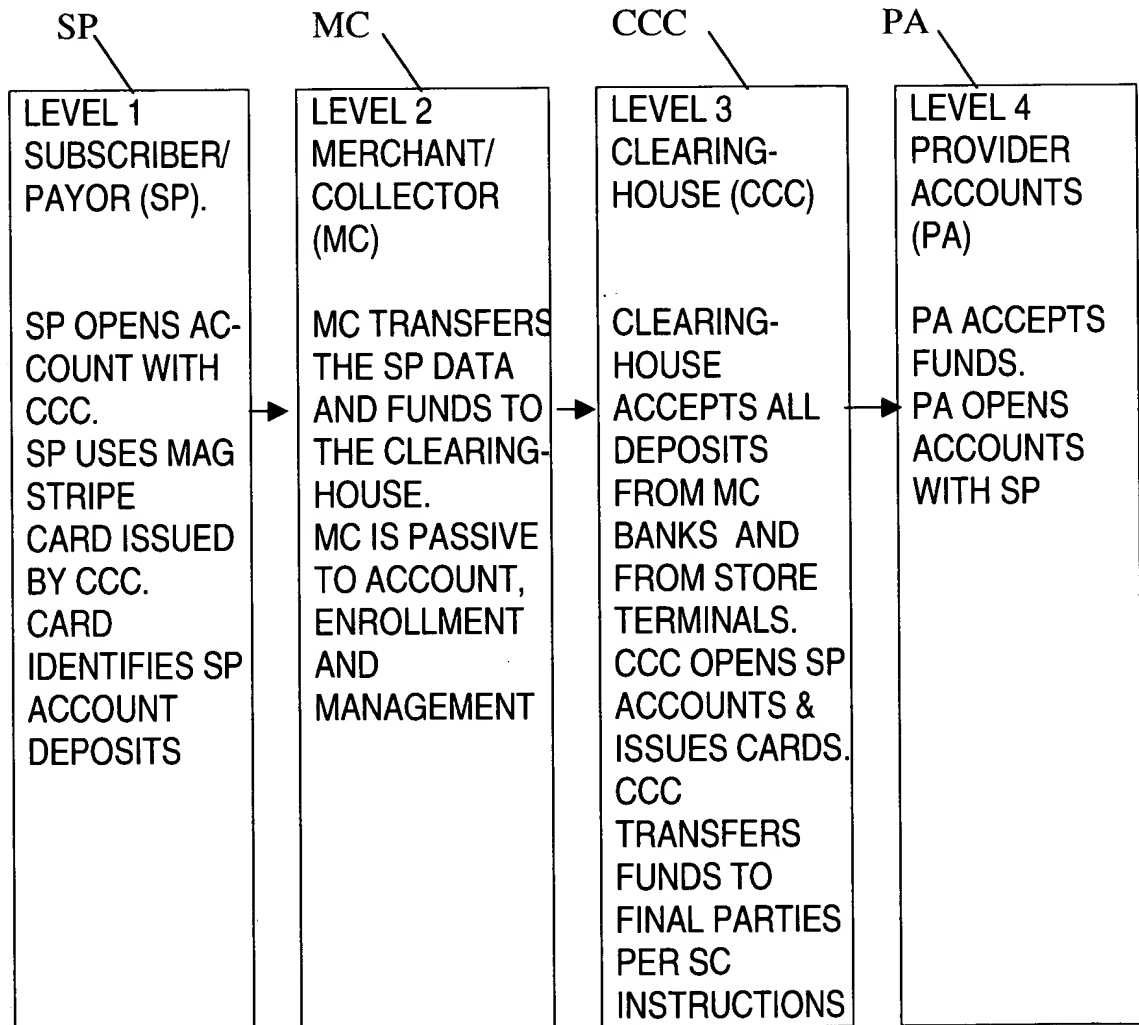 SP
MC
CCC
PA
LEVEL 1
SUBSCRIBER/
PAYOR (SP).
SP OPENS AC-
COUNT WITH
CCC.
SP USES MAG
STRIPE
CARD ISSUED
BY CCC.
CARD
IDENTIFIES SP
ACCOUNT
DEPOSITS
LEVEL 2
MERCHANT/
COLLECTOR
(MC)
MC TRANSFERS
THE SP DATA
AND FUNDS TO
THE CLEARING-
HOUSE.
MC IS PASSIVE
TO ACCOUNT,
ENROLLMENT
AND
MANAGEMENT
LEVEL 3
CLEARING-
HOUSE (CCC)
CLEARING-
HOUSE
ACCEPTS ALL
DEPOSITS
FROM MC
BANKS AND
FROM STORE
TERMINALS.
CCC OPENS SP
ACCOUNTS &
ISSUES CARDS.
CCC
TRANSFERS
FUNDS TO
FINAL PARTIES
PER SC
INSTRUCTIONS
LEVEL 4
PROVIDER
ACCOUNTS
(PA)
PA ACCEPTS
FUNDS.
PA OPENS
ACCOUNTS
WITH SP